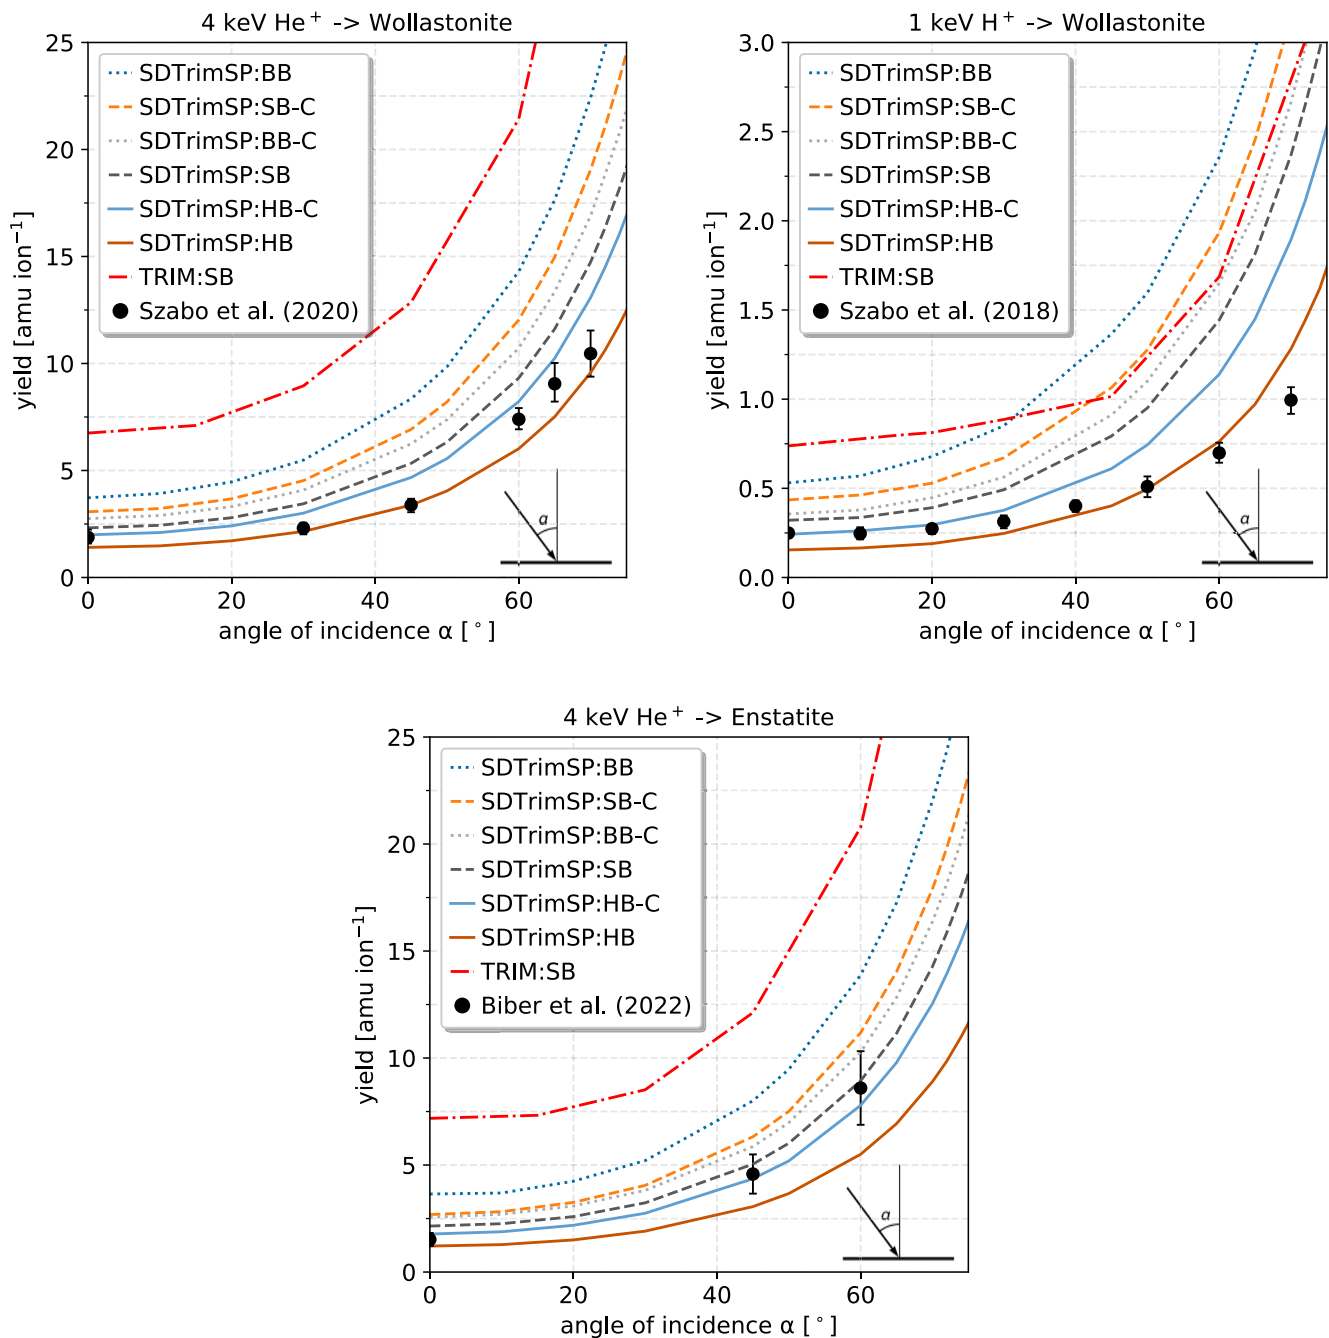 4 keV He⁺ -> Wollastonite
25
20
15
10
5
0
yield [amu ion⁻¹]
SDTrimSP:BB
SDTrimSP:SB-C
SDTrimSP:BB-C
SDTrimSP:SB
SDTrimSP:HB-C
SDTrimSP:HB
TRIM:SB
Szabo et al. (2020)
α
0 20 40 60
angle of incidence α [°]
1 keV H⁺ -> Wollastonite
3.0
2.5
2.0
1.5
1.0
0.5
0.0
yield [amu ion⁻¹]
SDTrimSP:BB
SDTrimSP:SB-C
SDTrimSP:BB-C
SDTrimSP:SB
SDTrimSP:HB-C
SDTrimSP:HB
TRIM:SB
Szabo et al. (2018)
α
0 20 40 60
angle of incidence α [°]
4 keV He⁺ -> Enstatite
25
20
15
10
5
0
yield [amu ion⁻¹]
SDTrimSP:BB
SDTrimSP:SB-C
SDTrimSP:BB-C
SDTrimSP:SB
SDTrimSP:HB-C
SDTrimSP:HB
TRIM:SB
Biber et al. (2022)
α
0 20 40 60
angle of incidence α [°]